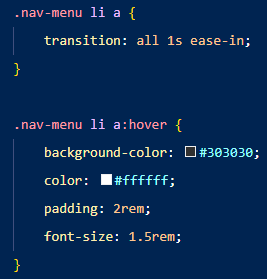 .nav-menu li a {
transition: all 1s ease-in;
}
.nav-menu li a:hover {
background-color: #303030;
color: #ffffff;
padding: 2rem;
font-size: 1.5rem;
}